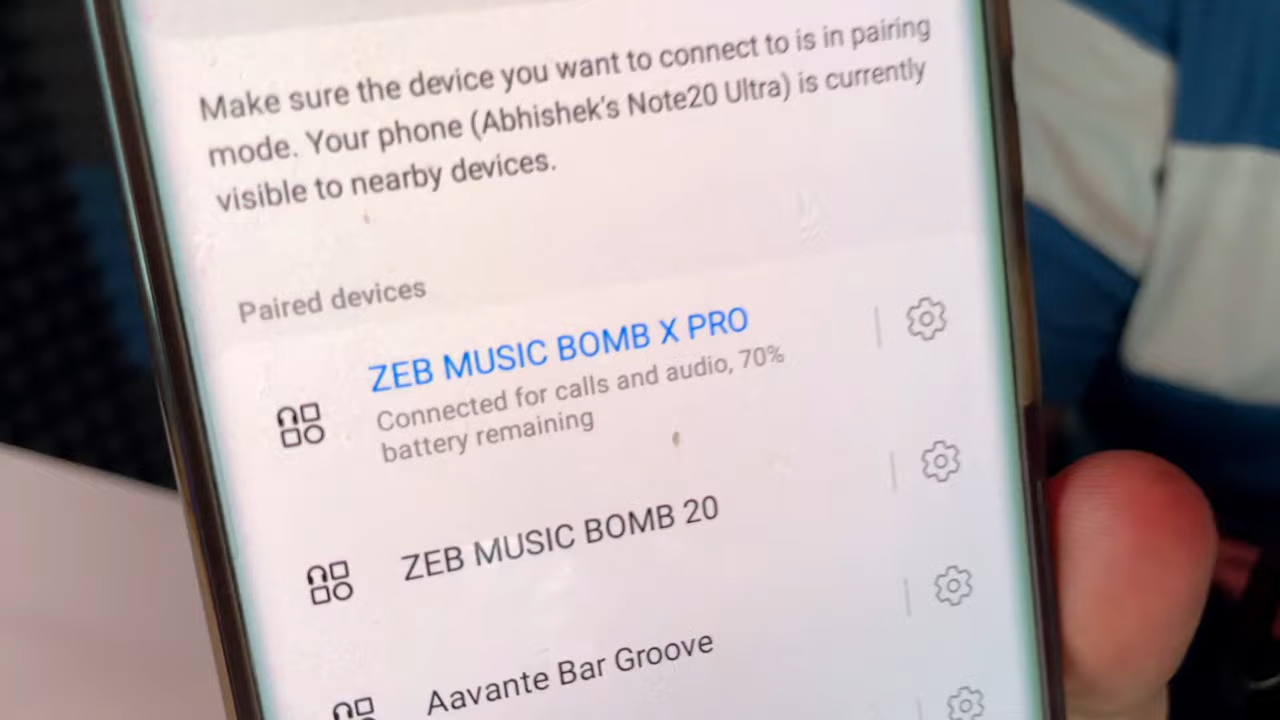 Make sure the device you want to connect to is in pairing
mode. Your phone (Abhishek's Note20 Ultra) is currently
visible to nearby devices.
Paired devices
ZEB MUSIC BOMB X PRO
Connected for calls and audio, 70%
battery remaining
ZEB MUSIC BOMB 20
Aavante Bar Groove